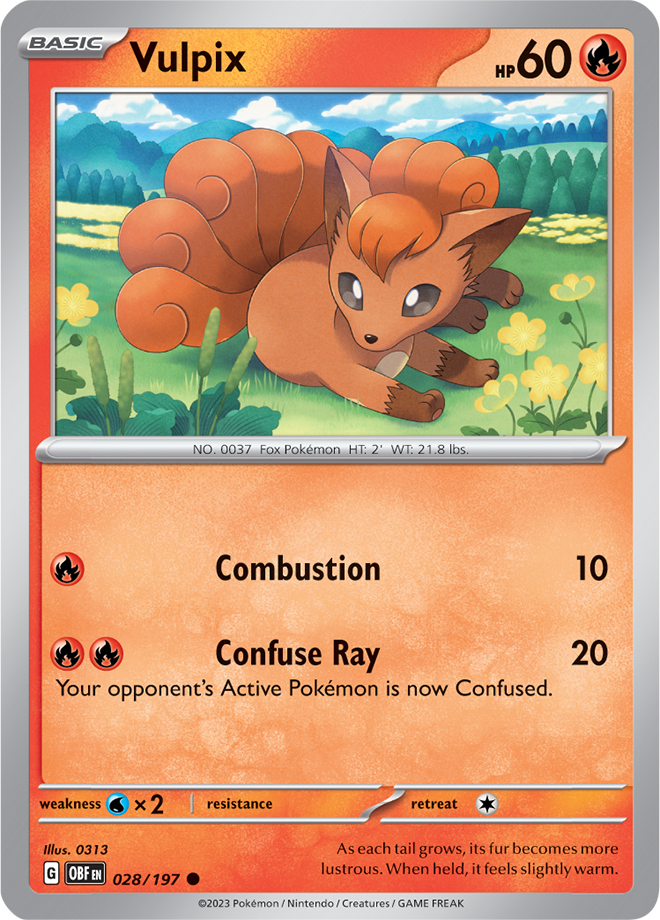 BASIC Vulpix HP 60
NO. 0037 Fox Pokémon HT: 2' WT: 21.8 lbs.
Combustion 10
Confuse Ray 20
Your opponent's Active Pokémon is now Confused.
weakness ×2 resistance retreat
Illus. 0313
As each tail grows, its fur becomes more
lustrous. When held, it feels slightly warm.
G OBF EN 028/197
©2023 Pokémon / Nintendo / Creatures / GAME FREAK